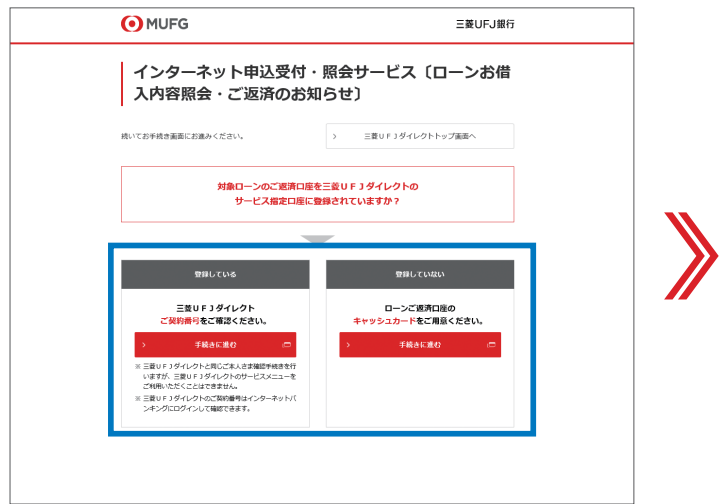 MUFG
三菱UFJ銀行
インターネット申込受付・照会サービス〔ローンお借
入内容照会・ご返済のお知らせ〕
続いてお手続き画面にお進みください。
三菱UFJダイレクトトップ画面へ
対象ローンのご返済口座を三菱UFJダイレクトの
サービス指定口座に登録されていますか？
登録している
三菱UFJダイレクト
ご契約番号をご確認ください。
手続きに進む
※ 三菱UFJダイレクトと同じご本人さま確認手続きを行
いますが、三菱UFJダイレクトのサービスメニューを
ご利用いただくことはできません。
※ 三菱UFJダイレクトのご契約番号はインターネットバ
ンキングにログインして確認できます。
登録していない
ローンご返済口座の
キャッシュカードをご用意ください。
手続きに進む